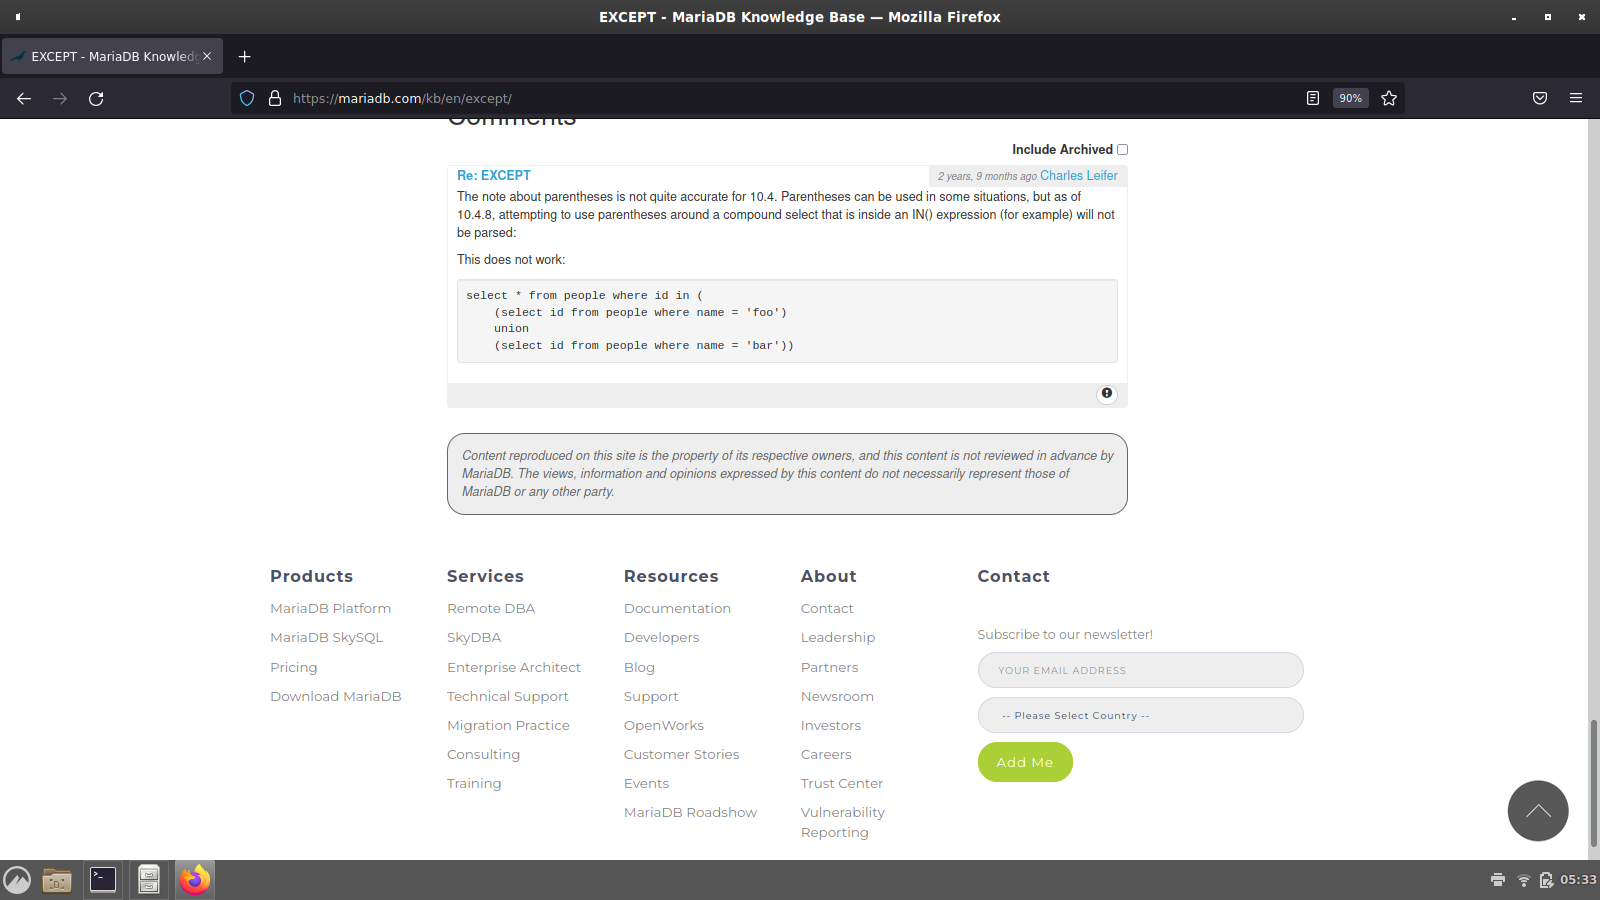 EXCEPT - MariaDB Knowledge Base — Mozilla Firefox
EXCEPT - MariaDB Knowledg
https://mariadb.com/kb/en/except/
90%
Comments
Include Archived
Re: EXCEPT
2 years, 9 months ago Charles Leifer
The note about parentheses is not quite accurate for 10.4. Parentheses can be used in some situations, but as of
10.4.8, attempting to use parentheses around a compound select that is inside an IN() expression (for example) will not
be parsed:
This does not work:
select * from people where id in (
(select id from people where name = 'foo')
union
(select id from people where name = 'bar'))
Content reproduced on this site is the property of its respective owners, and this content is not reviewed in advance by
MariaDB. The views, information and opinions expressed by this content do not necessarily represent those of
MariaDB or any other party.
Products
MariaDB Platform
MariaDB SkySQL
Pricing
Download MariaDB
Services
Remote DBA
SkyDBA
Enterprise Architect
Technical Support
Migration Practice
Consulting
Training
Resources
Documentation
Developers
Blog
Support
OpenWorks
Customer Stories
Events
MariaDB Roadshow
About
Contact
Leadership
Partners
Newsroom
Investors
Careers
Trust Center
Vulnerability
Reporting
Contact
Subscribe to our newsletter!
YOUR EMAIL ADDRESS
-- Please Select Country --
Add Me
05:33